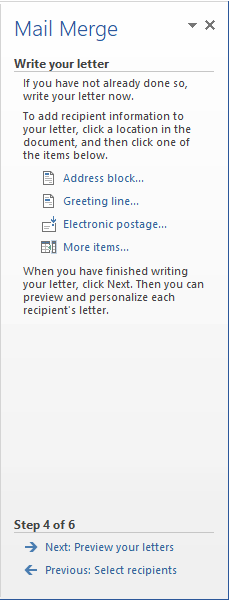 Mail Merge
Write your letter
If you have not already done so,
write your letter now.
To add recipient information to
your letter, click a location in the
document, and then click one of
the items below.
Address block...
Greeting line...
Electronic postage...
More items...
When you have finished writing
your letter, click Next. Then you can
preview and personalize each
recipient's letter.
Step 4 of 6
Next: Preview your letters
Previous: Select recipients